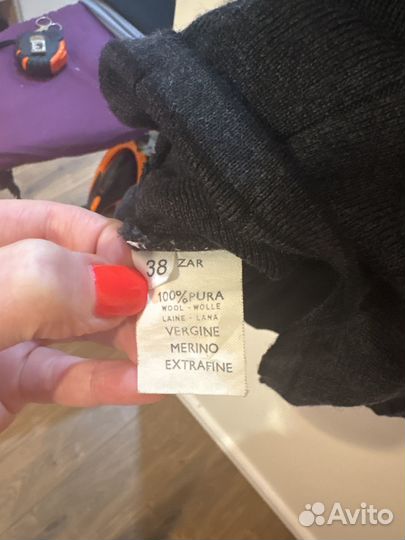 38 ZAR
100%PURA
WOOL - WOLLE
LAINE - LANA
VERGINE
MERINO
EXTRAFINE
Avito